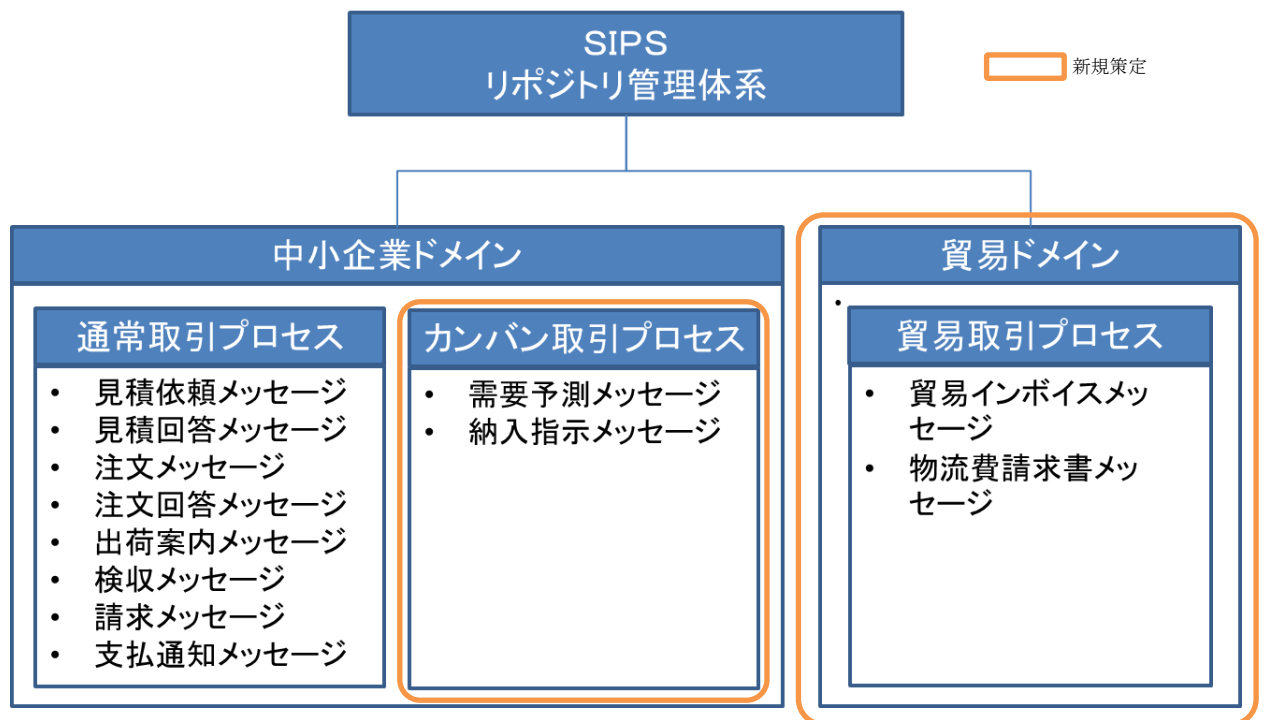 SIPS
リポジトリ管理体系
新規策定
中小企業ドメイン
通常取引プロセス
• 見積依頼メッセージ
• 見積回答メッセージ
• 注文メッセージ
• 注文回答メッセージ
• 出荷案内メッセージ
• 検収メッセージ
• 請求メッセージ
• 支払通知メッセージ
カンバン取引プロセス
• 需要予測メッセージ
• 納入指示メッセージ
貿易ドメイン
•
貿易取引プロセス
• 貿易インボイスメッ
セージ
• 物流費請求書メッ
セージ